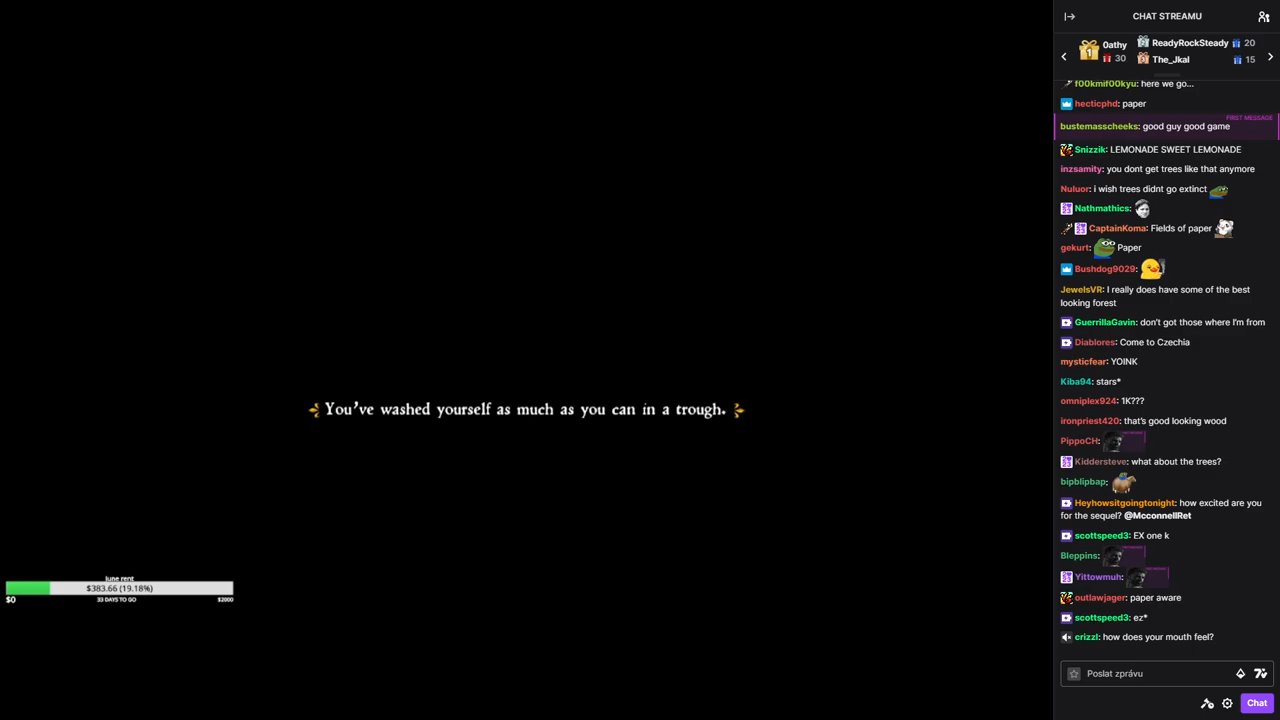 You've washed yourself as much as you can in a trough.
June rent
$383.66 (19.18%)
$0
33 DAYS TO GO
$2000
CHAT STREAMU
1
0athy
30
ReadyRockSteady
20
The_Jkal
15
f00kmif00kyu: here we go...
hecticphd: paper
FIRST MESSAGE
bustemasscheeks: good guy good game
Snizzik: LEMONADE SWEET LEMONADE
inzsamity: you dont get trees like that anymore
Nuluor: i wish trees didnt go extinct
Nathmathics:
CaptainKoma: Fields of paper
gekurt: Paper
Bushdog9029:
JewelsVR: I really does have some of the best
looking forest
GuerrillaGavin: don't got those where I'm from
Diablores: Come to Czechia
mysticfear: YOINK
Kiba94: stars*
omniplex924: 1K???
ironpriest420: that's good looking wood
PippoCH:
Kiddersteve: what about the trees?
bipblipbap:
Heyhowsitgoingtonight: how excited are you
for the sequel? @McconnellRet
scottspeed3: EX one k
Bleppins:
Yittowmuh:
outlawjager: paper aware
scottspeed3: ez*
crizzl: how does your mouth feel?
Poslat zprávu
Chat